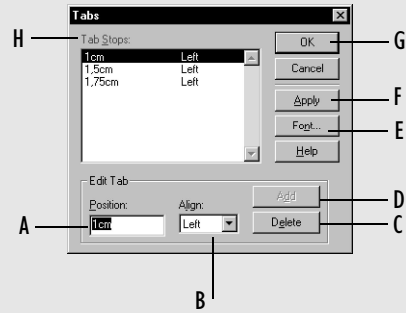 Tabs
H
Tab Stops:
OK
G
1cm Left
1,5cm Left
1,75cm Left
Cancel
Apply
F
Font...
E
Help
Edit Tab
Position:
Align:
Add
D
A
1cm
Left
Delete
C
B